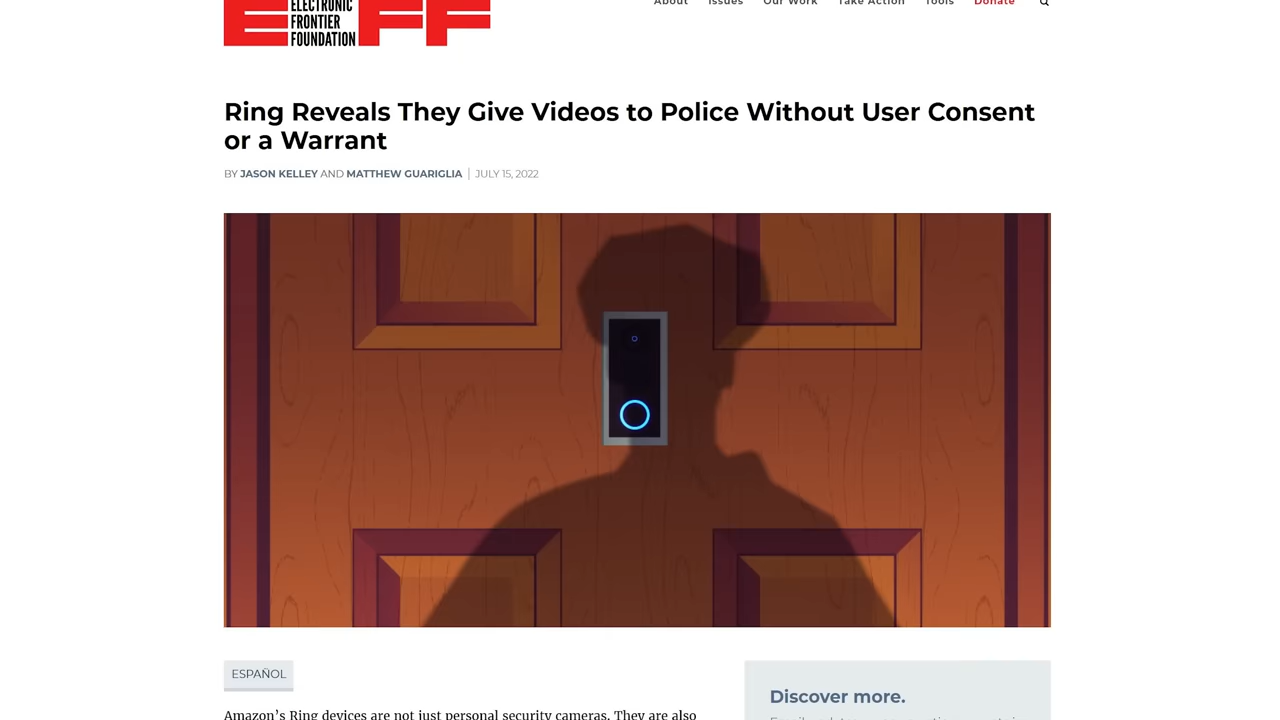 ELECTRONIC
FRONTIER
FOUNDATION
EFF
About Issues Our Work Take Action Tools Donate
Ring Reveals They Give Videos to Police Without User Consent
or a Warrant
BY JASON KELLEY AND MATTHEW GUARIGLIA | JULY 15, 2022
ESPAÑOL
Amazon's Ring devices are not just personal security cameras. They are also
Discover more.